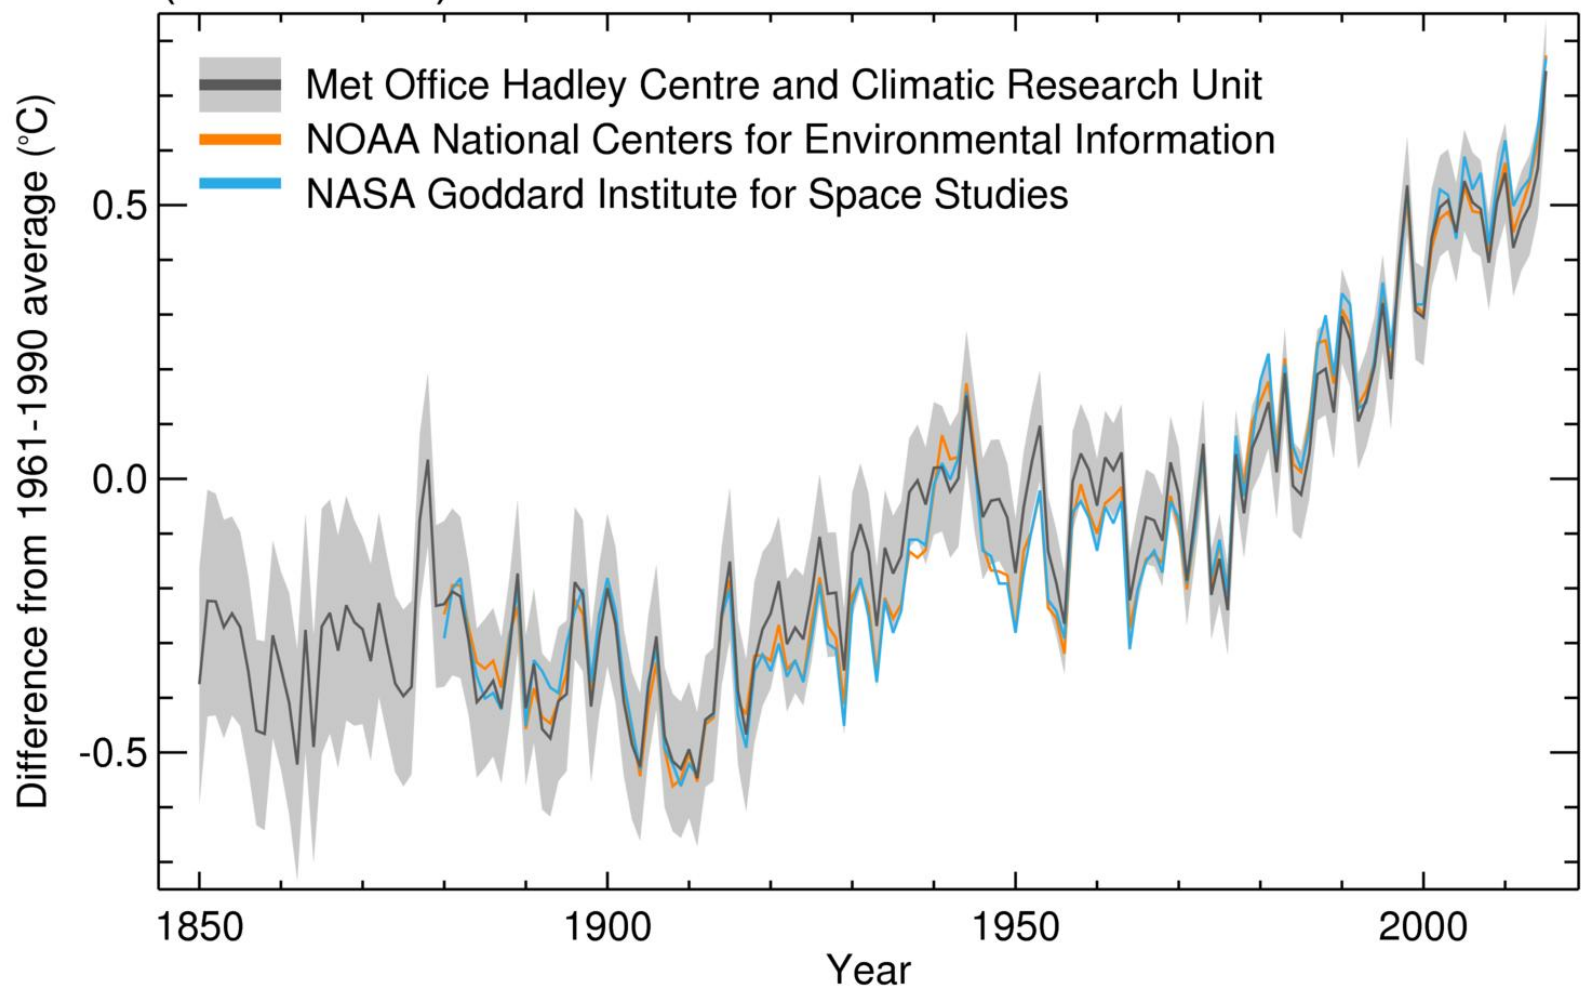 Met Office Hadley Centre and Climatic Research Unit
NOAA National Centers for Environmental Information
NASA Goddard Institute for Space Studies
Difference from 1961-1990 average (°C)
0.5
0.0
-0.5
1850 1900 1950 2000
Year